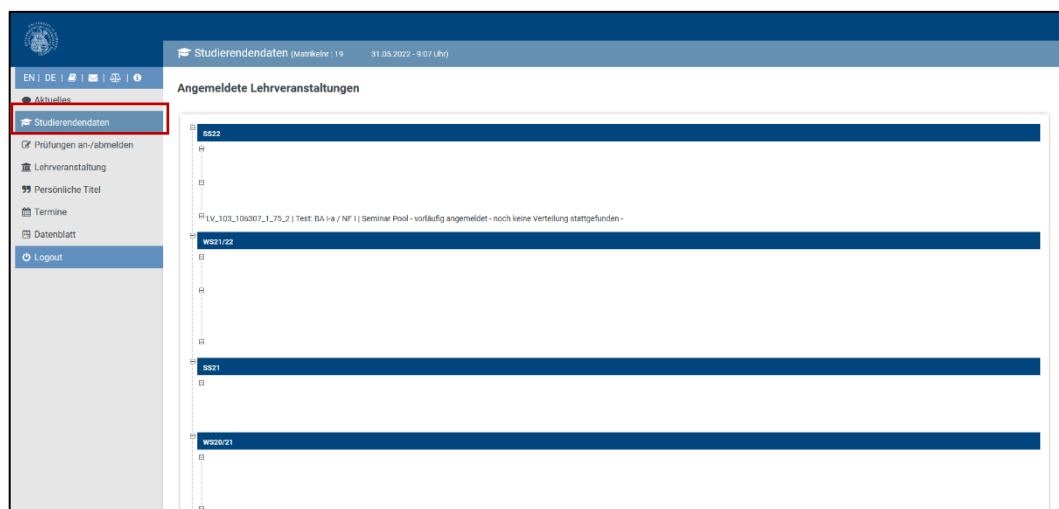 Studierendendaten (Matrikelnr : 19 31.05.2022 - 9:07 Uhr)
EN | DE | | | |
Aktuelles
Studierendendaten
Prüfungen an-/abmelden
Lehrveranstaltung
Persönliche Titel
Termine
Datenblatt
Logout
Angemeldete Lehrveranstaltungen
SS22
LV_103_106307_1_75_2 | Test: BA I-a / NF I | Seminar Pool - vorläufig angemeldet - noch keine Verteilung stattgefunden -
WS21/22
SS21
WS20/21